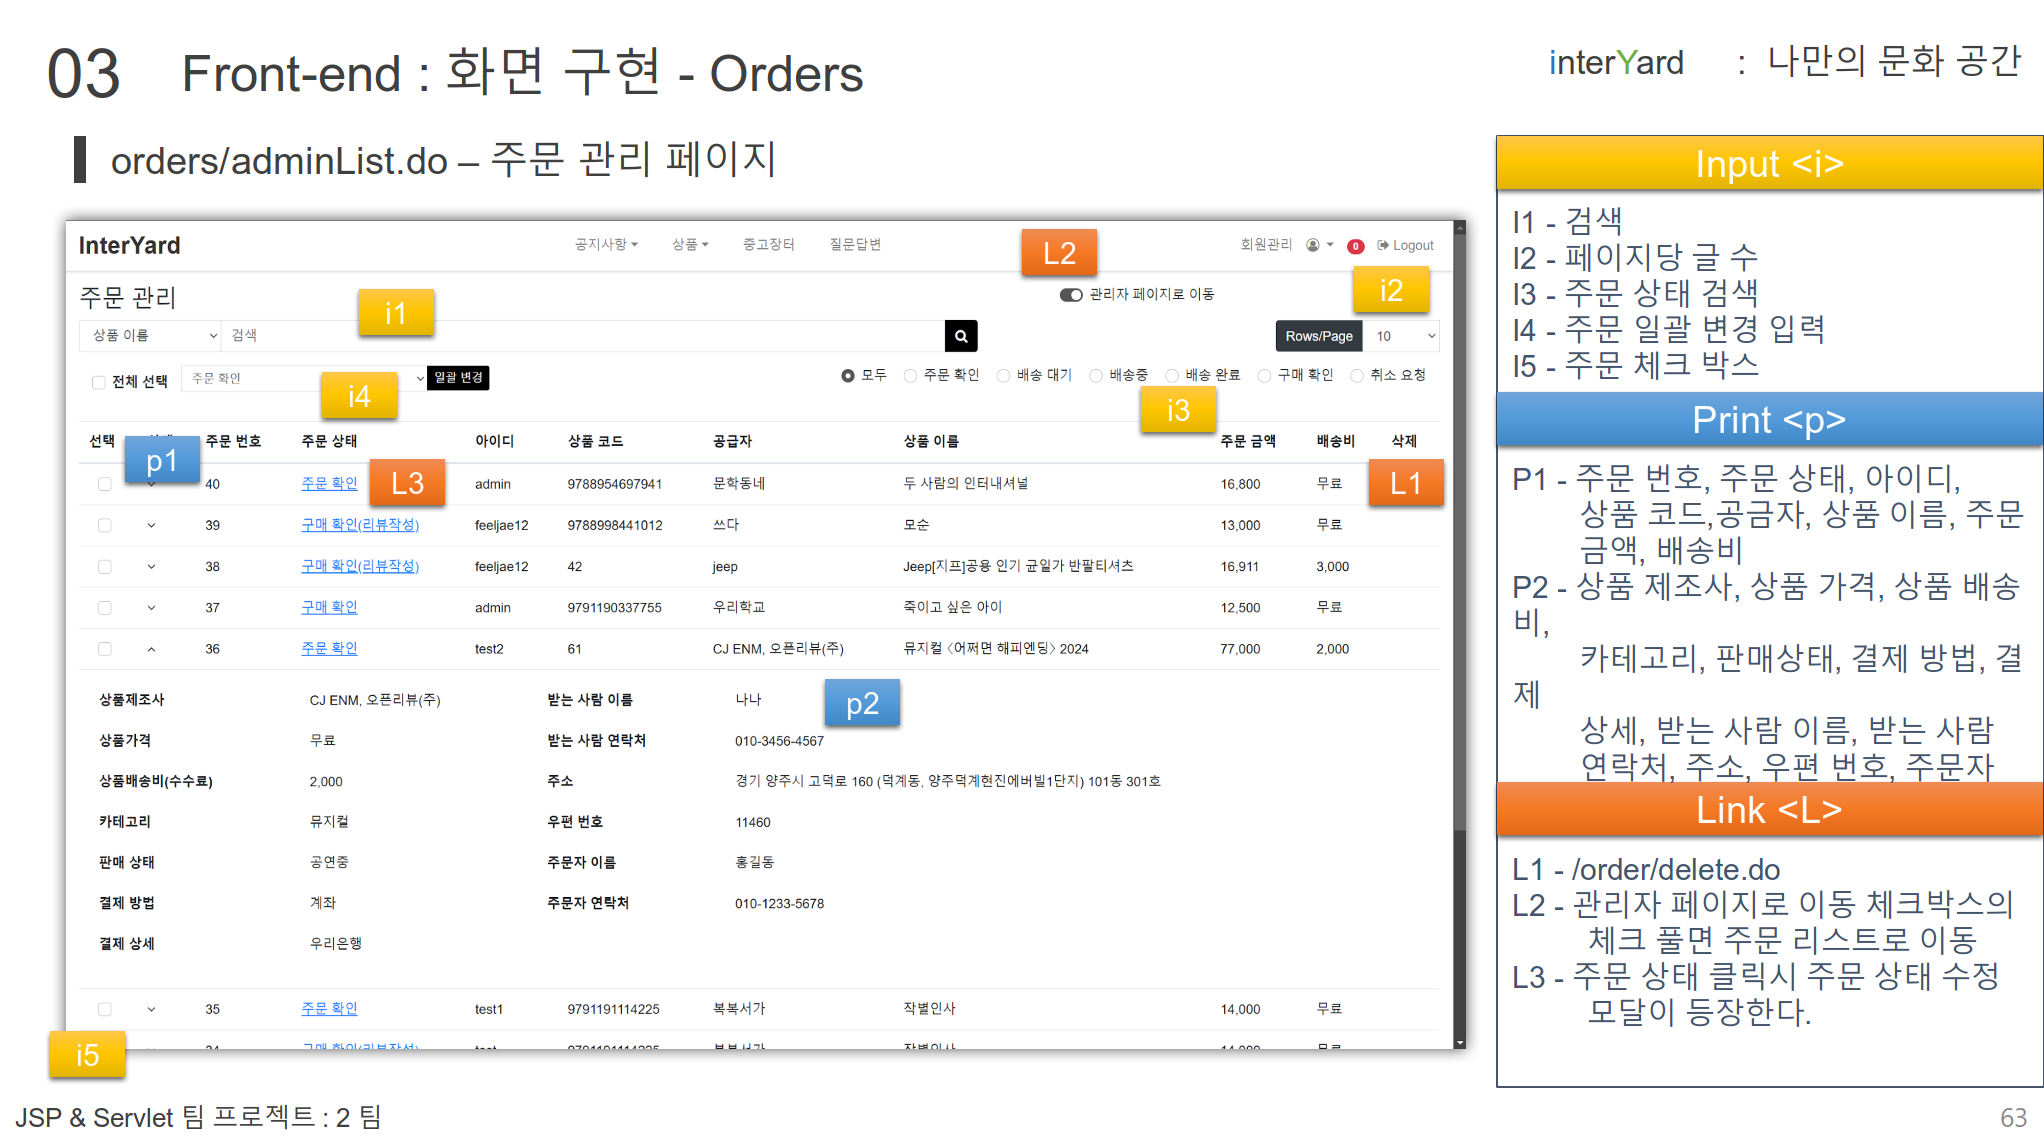 03 Front-end : 화면 구현 - Orders
interYard : 나만의 문화 공간
orders/adminList.do – 주문 관리 페이지
InterYard 공지사항 상품 중고장터 질문답변 L2 회원관리 0 Logout
주문 관리 i1 관리자 페이지로 이동 i2
상품 이름 검색 Rows/Page 10
전체 선택 주문 확인 i4 일괄 변경 모두 주문 확인 배송 대기 배송중 배송 완료 구매 확인 취소 요청
i3
선택 주문 번호 주문 상태 아이디 상품 코드 공급자 상품 이름 주문 금액 배송비 삭제
p1 40 주문 확인 L3 admin 9788954697941 문학동네 두 사람의 인터내셔널 16,800 무료 L1
39 구매 확인(리뷰작성) feeljae12 9788998441012 쓰다 모순 13,000 무료
38 구매 확인(리뷰작성) feeljae12 42 jeep Jeep[지프]공용 인기 균일가 반팔티셔츠 16,911 3,000
37 구매 확인 admin 9791190337755 우리학교 죽이고 싶은 아이 12,500 무료
36 주문 확인 test2 61 CJ ENM, 오픈리뷰(주) 뮤지컬 〈어쩌면 해피엔딩〉 2024 77,000 2,000
상품제조사 CJ ENM, 오픈리뷰(주) 받는 사람 이름 나나 p2
상품가격 무료 받는 사람 연락처 010-3456-4567
상품배송비(수수료) 2,000 주소 경기 양주시 고덕로 160 (덕계동, 양주덕계현진에버빌1단지) 101동 301호
카테고리 뮤지컬 우편 번호 11460
판매 상태 공연중 주문자 이름 홍길동
결제 방법 계좌 주문자 연락처 010-1233-5678
결제 상세 우리은행
35 주문 확인 test1 9791191114225 복복서가 작별인사 14,000 무료
34 구매 확인(리뷰작성) test 9791191114225 복복서가 작별인사 14,000 무료
i5
Input <i>
I1 - 검색
I2 - 페이지당 글 수
I3 - 주문 상태 검색
I4 - 주문 일괄 변경 입력
I5 - 주문 체크 박스
Print <p>
P1 - 주문 번호, 주문 상태, 아이디,
상품 코드,공금자, 상품 이름, 주문
금액, 배송비
P2 - 상품 제조사, 상품 가격, 상품 배송
비,
카테고리, 판매상태, 결제 방법, 결
제
상세, 받는 사람 이름, 받는 사람
연락처, 주소, 우편 번호, 주문자
Link <L>
L1 - /order/delete.do
L2 - 관리자 페이지로 이동 체크박스의
체크 풀면 주문 리스트로 이동
L3 - 주문 상태 클릭시 주문 상태 수정
모달이 등장한다.
JSP & Servlet 팀 프로젝트 : 2 팀
63